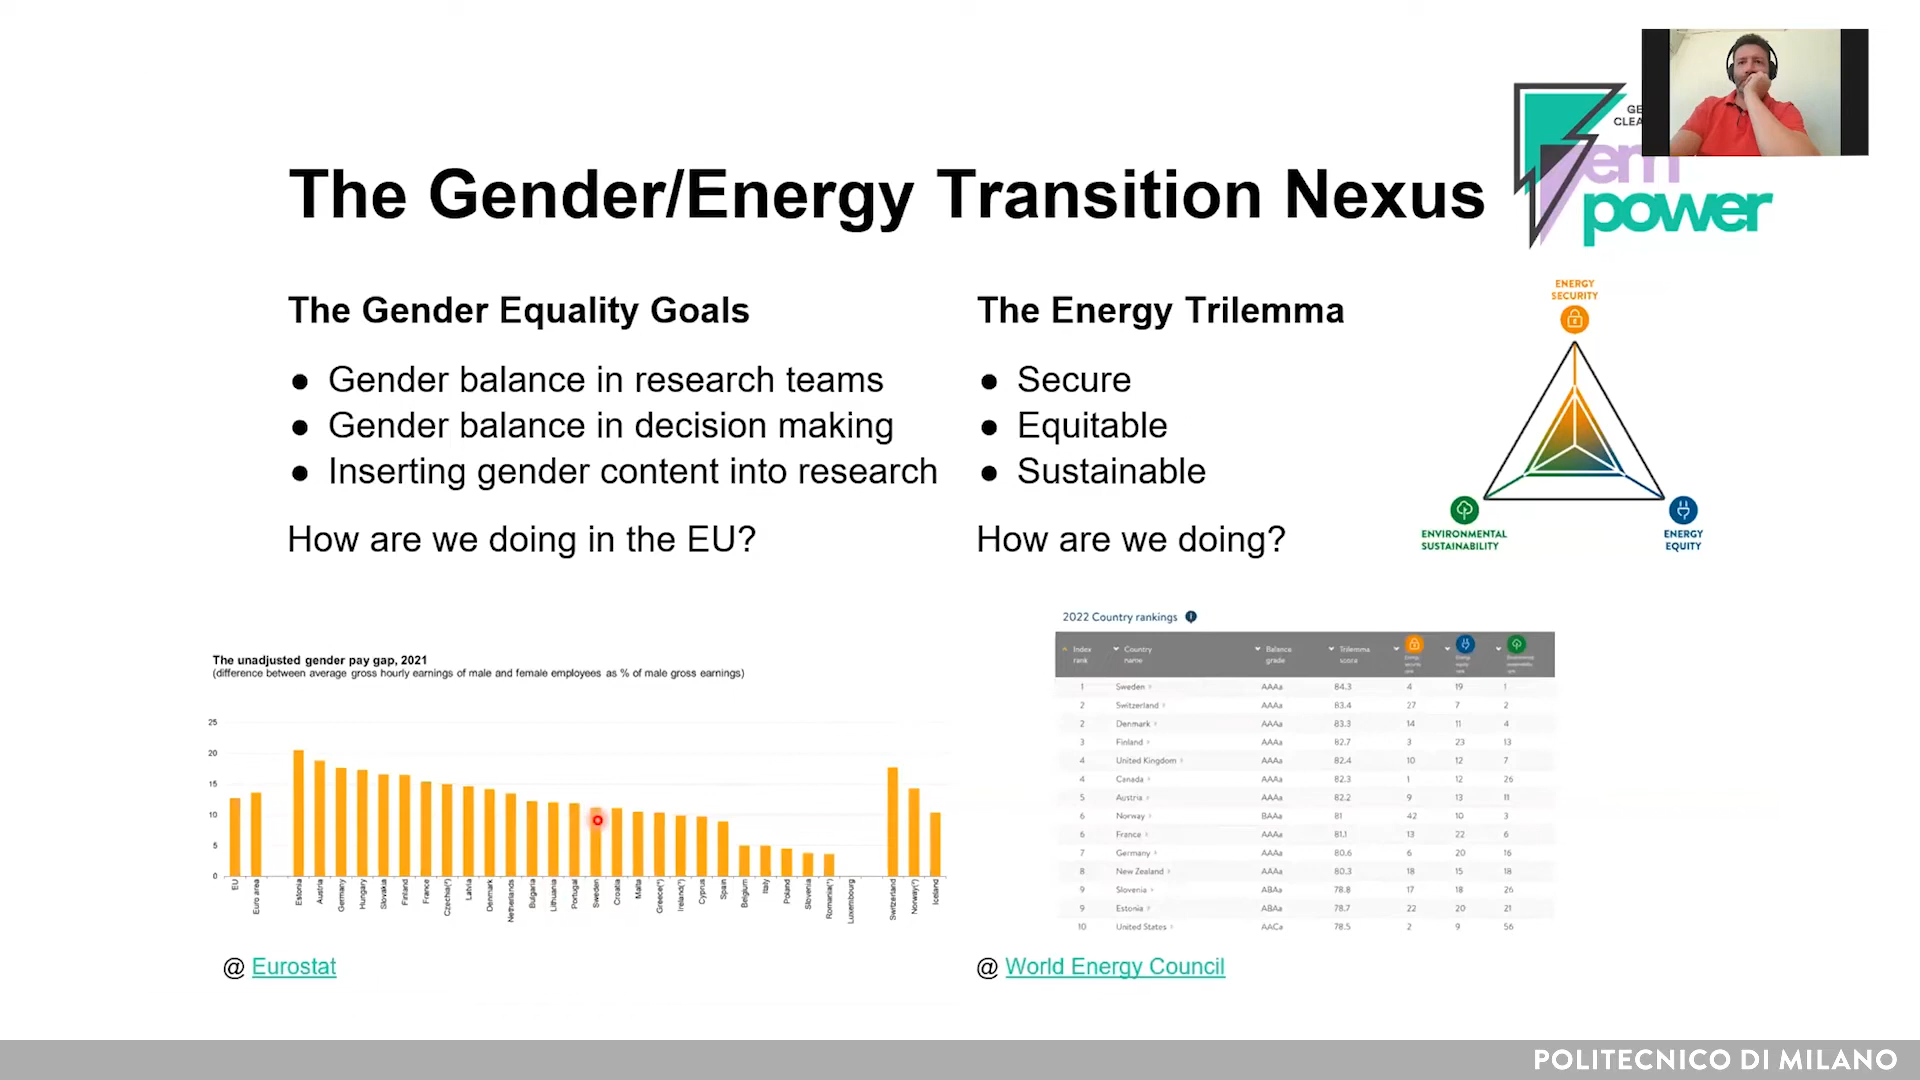 GE
CLEA
em
power
The Gender/Energy Transition Nexus
The Gender Equality Goals
● Gender balance in research teams
● Gender balance in decision making
● Inserting gender content into research
How are we doing in the EU?
The Energy Trilemma
● Secure
● Equitable
● Sustainable
How are we doing?
ENERGY
SECURITY
ENVIRONMENTAL
SUSTAINABILITY
ENERGY
EQUITY
The unadjusted gender pay gap, 2021
(difference between average gross hourly earnings of male and female employees as % of male gross earnings)
25
20
15
10
5
0
EU
Euro area
Estonia
Austria
Germany
Hungary
Slovakia
Finland
France
Czechia(²)
Latvia
Denmark
Netherlands
Bulgaria
Lithuania
Portugal
Sweden
Croatia
Malta
Greece(³)
Ireland(³)
Cyprus
Spain
Belgium
Italy
Poland
Slovenia
Romania(⁴)
Luxembourg
Switzerland
Norway(²)
Iceland
@ Eurostat
2022 Country rankings
Index rank Country name Balance grade Trilemma score
1 Sweden AAAa 84.3 4 19 1
2 Switzerland AAAa 83.4 27 7 2
2 Denmark AAAa 83.3 14 11 4
3 Finland AAAa 82.7 3 23 13
4 United Kingdom AAAa 82.4 10 12 7
4 Canada AAAa 82.3 1 12 26
5 Austria AAAa 82.2 9 13 11
6 Norway BAAa 81 42 10 3
6 France AAAa 81.1 13 22 6
7 Germany AAAa 80.6 6 20 16
8 New Zealand AAAa 80.3 18 15 18
9 Slovenia ABAa 78.8 17 18 26
9 Estonia ABAa 78.7 22 20 21
10 United States AACa 78.5 2 9 56
@ World Energy Council
POLITECNICO DI MILANO